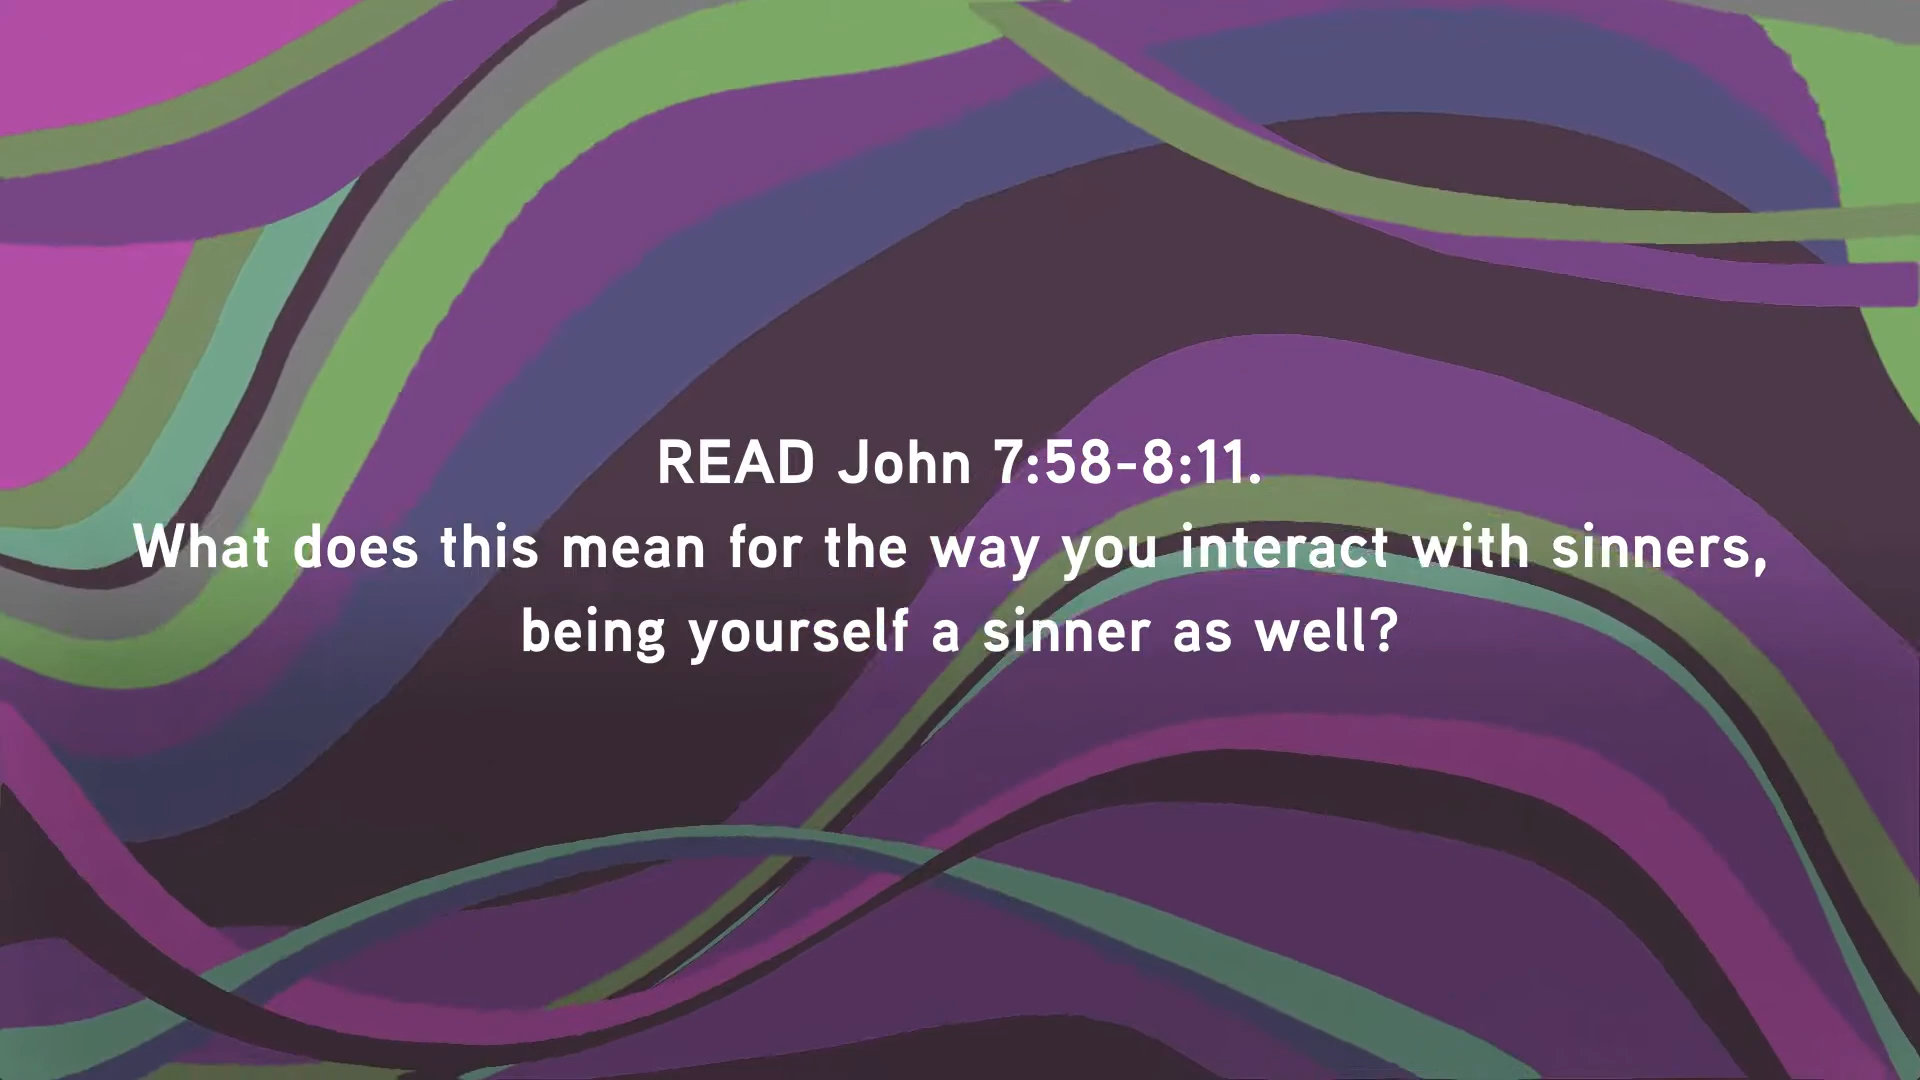 READ John 7:58-8:11.
What does this mean for the way you interact with sinners,
being yourself a sinner as well?